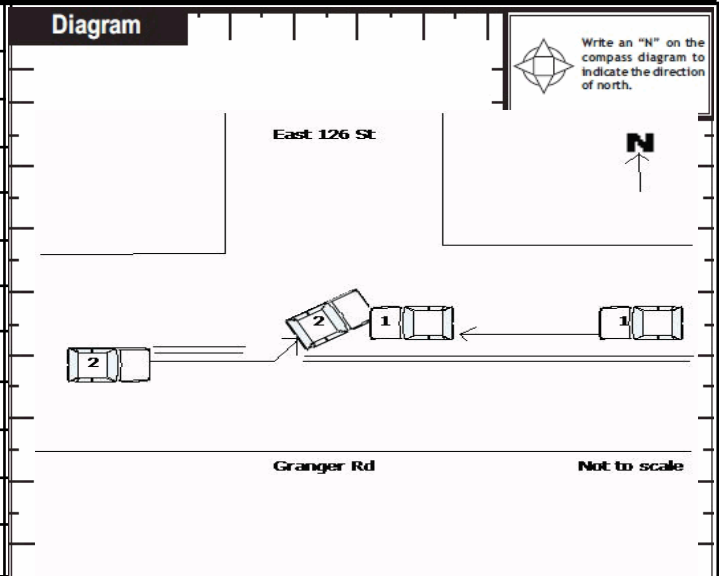 Diagram
Write an "N" on the
compass diagram to
indicate the direction
of north.
East 126 St
N
2
1
1
2
Granger Rd
Not to scale